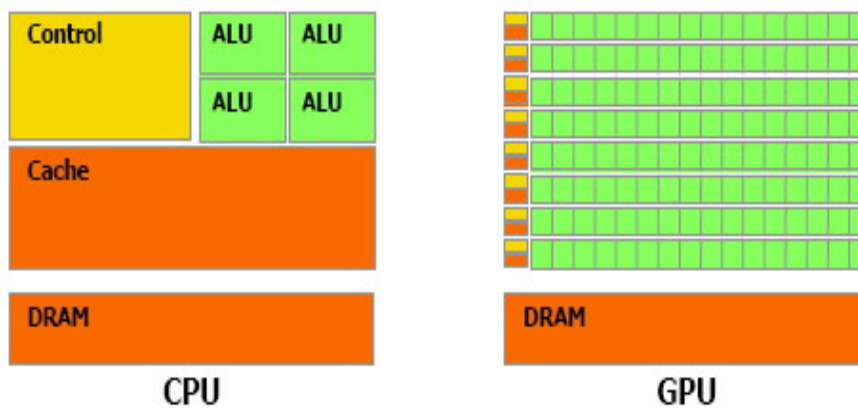 Control
ALU ALU
ALU ALU
Cache
DRAM
CPU
DRAM
GPU